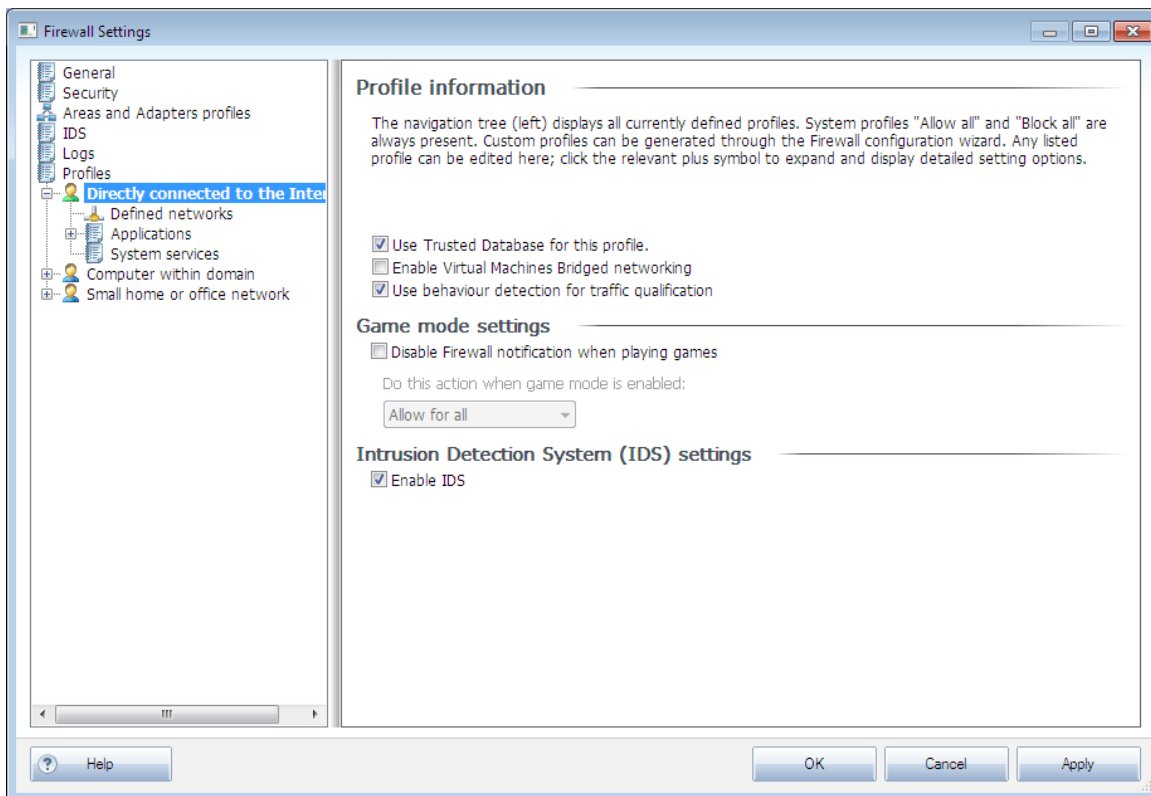 Firewall Settings
General
Security
Areas and Adapters profiles
IDS
Logs
Profiles
Directly connected to the Inter
Defined networks
Applications
System services
Computer within domain
Small home or office network
Profile information
The navigation tree (left) displays all currently defined profiles. System profiles "Allow all" and "Block all" are
always present. Custom profiles can be generated through the Firewall configuration wizard. Any listed
profile can be edited here; click the relevant plus symbol to expand and display detailed setting options.
Use Trusted Database for this profile.
Enable Virtual Machines Bridged networking
Use behaviour detection for traffic qualification
Game mode settings
Disable Firewall notification when playing games
Do this action when game mode is enabled:
Allow for all
Intrusion Detection System (IDS) settings
Enable IDS
? Help
OK
Cancel
Apply